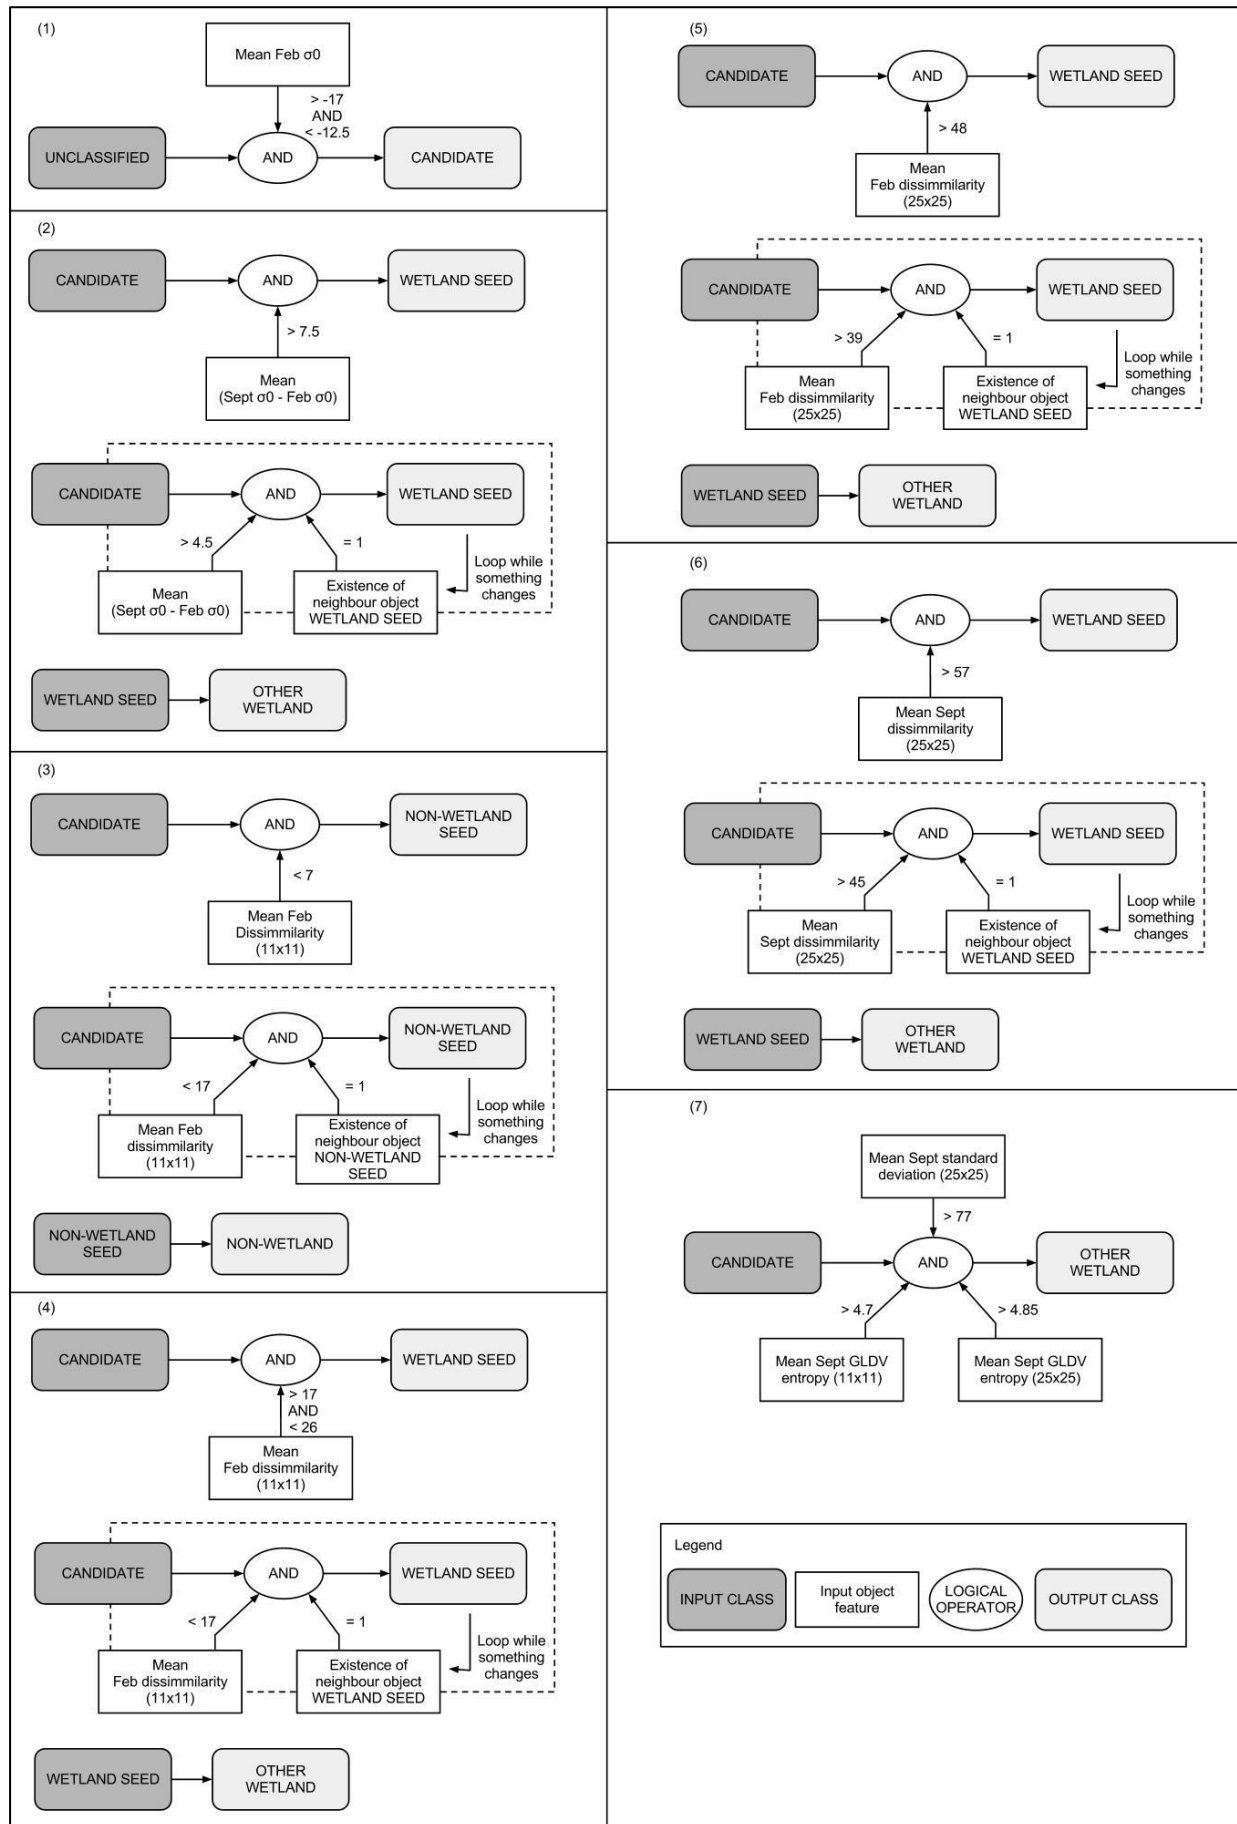 (1)
Mean Feb σ0
> -17
AND
< -12.5
UNCLASSIFIED
AND
CANDIDATE
(2)
CANDIDATE
AND
WETLAND SEED
> 7.5
Mean
(Sept σ0 - Feb σ0)
CANDIDATE
AND
WETLAND SEED
> 4.5
= 1
Loop while
something
changes
Mean
(Sept σ0 - Feb σ0)
Existence of
neighbour object
WETLAND SEED
WETLAND SEED
OTHER
WETLAND
(3)
CANDIDATE
AND
NON-WETLAND
SEED
< 7
Mean Feb
Dissimmilarity
(11x11)
CANDIDATE
AND
NON-WETLAND
SEED
< 17
= 1
Loop while
something
changes
Mean Feb
dissimmilarity
(11x11)
Existence of
neighbour object
NON-WETLAND
SEED
NON-WETLAND
SEED
NON-WETLAND
(4)
CANDIDATE
AND
WETLAND SEED
> 17
AND
< 26
Mean
Feb dissimmilarity
(11x11)
CANDIDATE
AND
WETLAND SEED
< 17
= 1
Loop while
something
changes
Mean
Feb dissimmilarity
(11x11)
Existence of
neighbour object
WETLAND SEED
WETLAND SEED
OTHER
WETLAND
(5)
CANDIDATE
AND
WETLAND SEED
> 48
Mean
Feb dissimmilarity
(25x25)
CANDIDATE
AND
WETLAND SEED
> 39
= 1
Loop while
something
changes
Mean
Feb dissimmilarity
(25x25)
Existence of
neighbour object
WETLAND SEED
WETLAND SEED
OTHER
WETLAND
(6)
CANDIDATE
AND
WETLAND SEED
> 57
Mean Sept
dissimmilarity
(25x25)
CANDIDATE
AND
WETLAND SEED
> 45
= 1
Loop while
something
changes
Mean
Sept dissimmilarity
(25x25)
Existence of
neighbour object
WETLAND SEED
WETLAND SEED
OTHER
WETLAND
(7)
Mean Sept standard
deviation (25x25)
> 77
CANDIDATE
AND
OTHER
WETLAND
> 4.7
> 4.85
Mean Sept GLDV
entropy (11x11)
Mean Sept GLDV
entropy (25x25)
Legend
INPUT CLASS
Input object
feature
LOGICAL
OPERATOR
OUTPUT CLASS